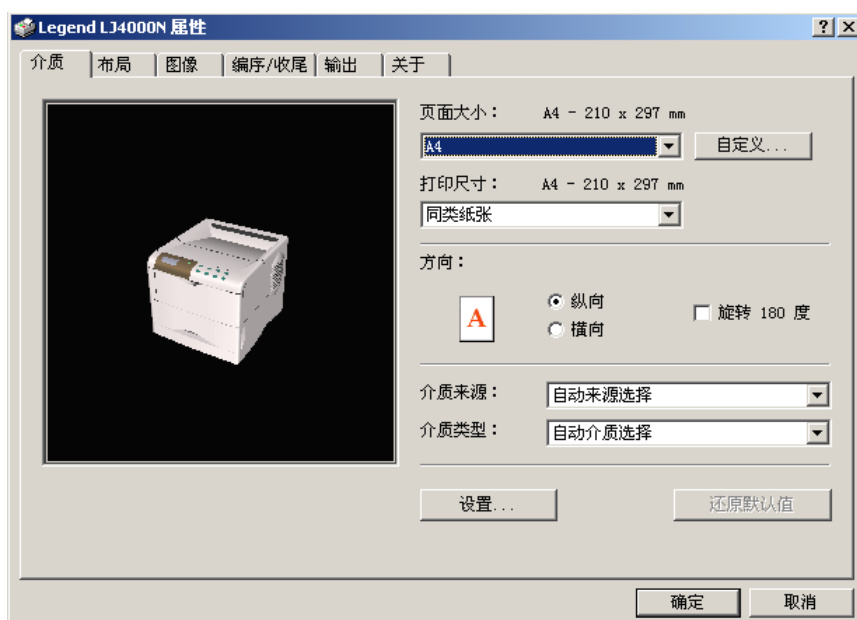 Legend LJ4000N 属性
介质 布局 图像 编序/收尾 输出 关于
页面大小： A4 - 210 x 297 mm
A4 自定义...
打印尺寸： A4 - 210 x 297 mm
同类纸张
方向：
A 纵向 旋转 180 度
横向
介质来源： 自动来源选择
介质类型： 自动介质选择
设置... 还原默认值
确定 取消